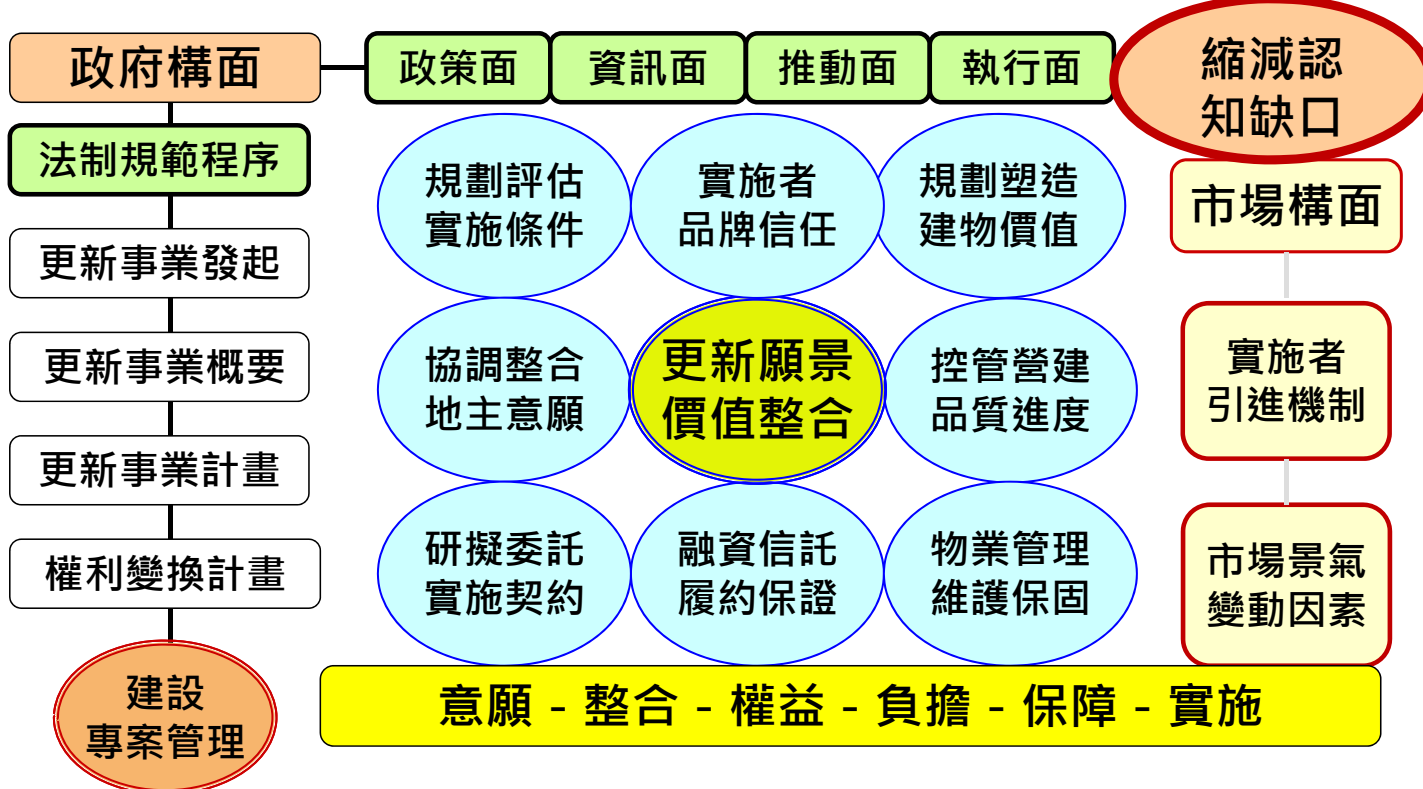 政府構面
政策面
資訊面
推動面
執行面
縮減認
知缺口
法制規範程序
更新事業發起
更新事業概要
更新事業計畫
權利變換計畫
建設
專案管理
規劃評估
實施條件
實施者
品牌信任
規劃塑造
建物價值
協調整合
地主意願
更新願景
價值整合
控管營建
品質進度
研擬委託
實施契約
融資信託
履約保證
物業管理
維護保固
市場構面
實施者
引進機制
市場景氣
變動因素
意願 - 整合 - 權益 - 負擔 - 保障 - 實施